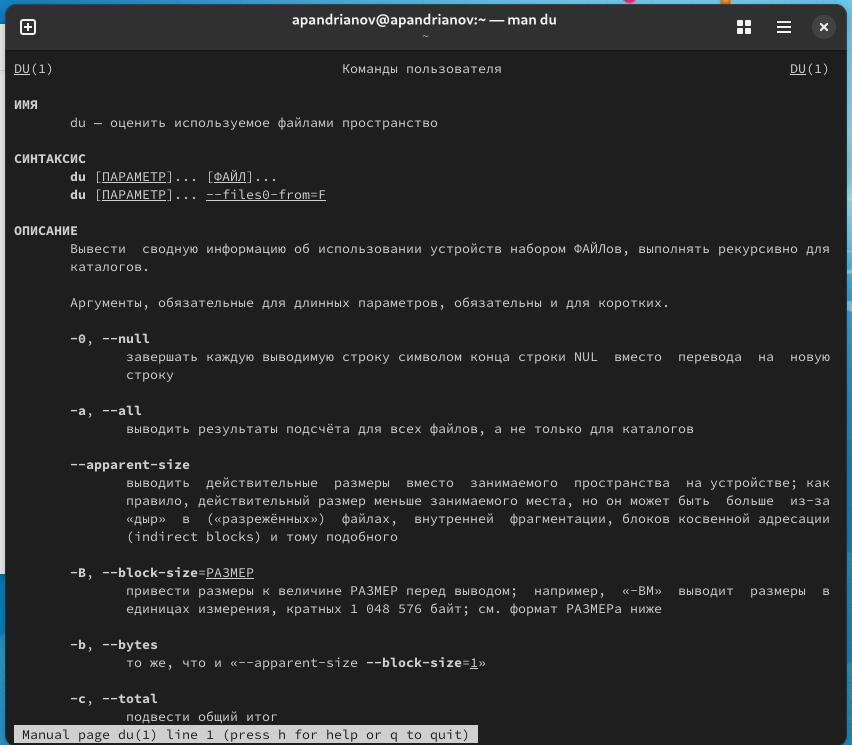 apandrianov@apandrianov:~ — man du
~
DU(1) Команды пользователя DU(1)
ИМЯ
du — оценить используемое файлами пространство
СИНТАКСИС
du [ПАРАМЕТР]... [ФАЙЛ]...
du [ПАРАМЕТР]... --files0-from=F
ОПИСАНИЕ
Вывести сводную информацию об использовании устройств набором ФАЙЛов, выполнять рекурсивно для
каталогов.
Аргументы, обязательные для длинных параметров, обязательны и для коротких.
-0, --null
завершать каждую выводимую строку символом конца строки NUL вместо перевода на новую
строку
-a, --all
выводить результаты подсчёта для всех файлов, а не только для каталогов
--apparent-size
выводить действительные размеры вместо занимаемого пространства на устройстве; как
правило, действительный размер меньше занимаемого места, но он может быть больше из-за
«дыр» в («разрежённых») файлах, внутренней фрагментации, блоков косвенной адресации
(indirect blocks) и тому подобного
-B, --block-size=РАЗМЕР
привести размеры к величине РАЗМЕР перед выводом; например, «-BM» выводит размеры в
единицах измерения, кратных 1 048 576 байт; см. формат РАЗМЕРа ниже
-b, --bytes
то же, что и «--apparent-size --block-size=1»
-c, --total
подвести общий итог
Manual page du(1) line 1 (press h for help or q to quit)